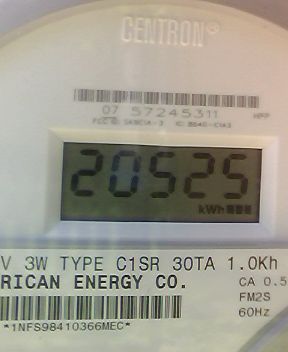 CENTRON®
07 57245311
HPP
20525
kWh
V 3W TYPE C1SR 30TA 1.0Kh
RICAN ENERGY CO. CA 0.5
FM2S
60Hz
*1NFS98410366MEC*